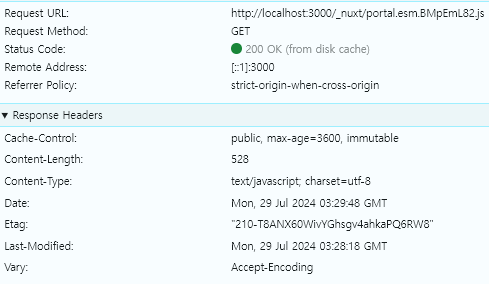 Request URL: http://localhost:3000/_nuxt/portal.esm.BMpEmL82.js
Request Method: GET
Status Code: 200 OK (from disk cache)
Remote Address: [::1]:3000
Referrer Policy: strict-origin-when-cross-origin
▼ Response Headers
Cache-Control: public, max-age=3600, immutable
Content-Length: 528
Content-Type: text/javascript; charset=utf-8
Date: Mon, 29 Jul 2024 03:29:48 GMT
Etag: "210-T8ANX60WivYGhsgv4ahkaPQ6RW8"
Last-Modified: Mon, 29 Jul 2024 03:28:18 GMT
Vary: Accept-Encoding